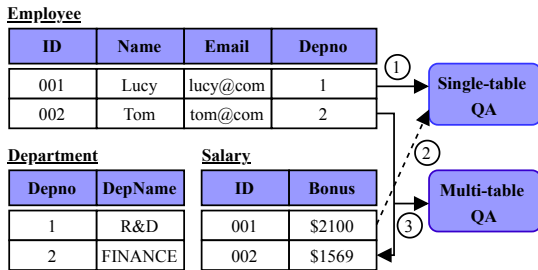 Employee
ID Name Email Depno
001 Lucy lucy@com 1
002 Tom tom@com 2
1
Single-table
QA
2
Department
Depno DepName
1 R&D
2 FINANCE
Salary
ID Bonus
001 $2100
002 $1569
Multi-table
QA
3